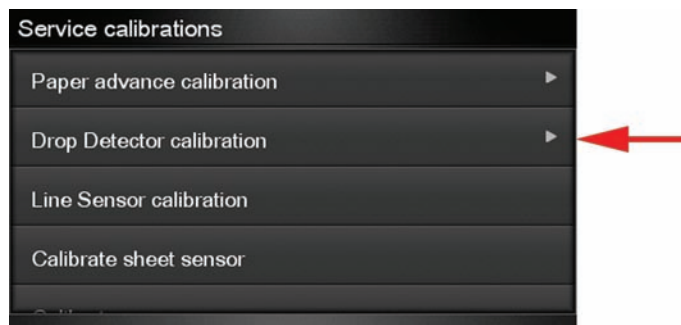 Service calibrations
Paper advance calibration
Drop Detector calibration
Line Sensor calibration
Calibrate sheet sensor